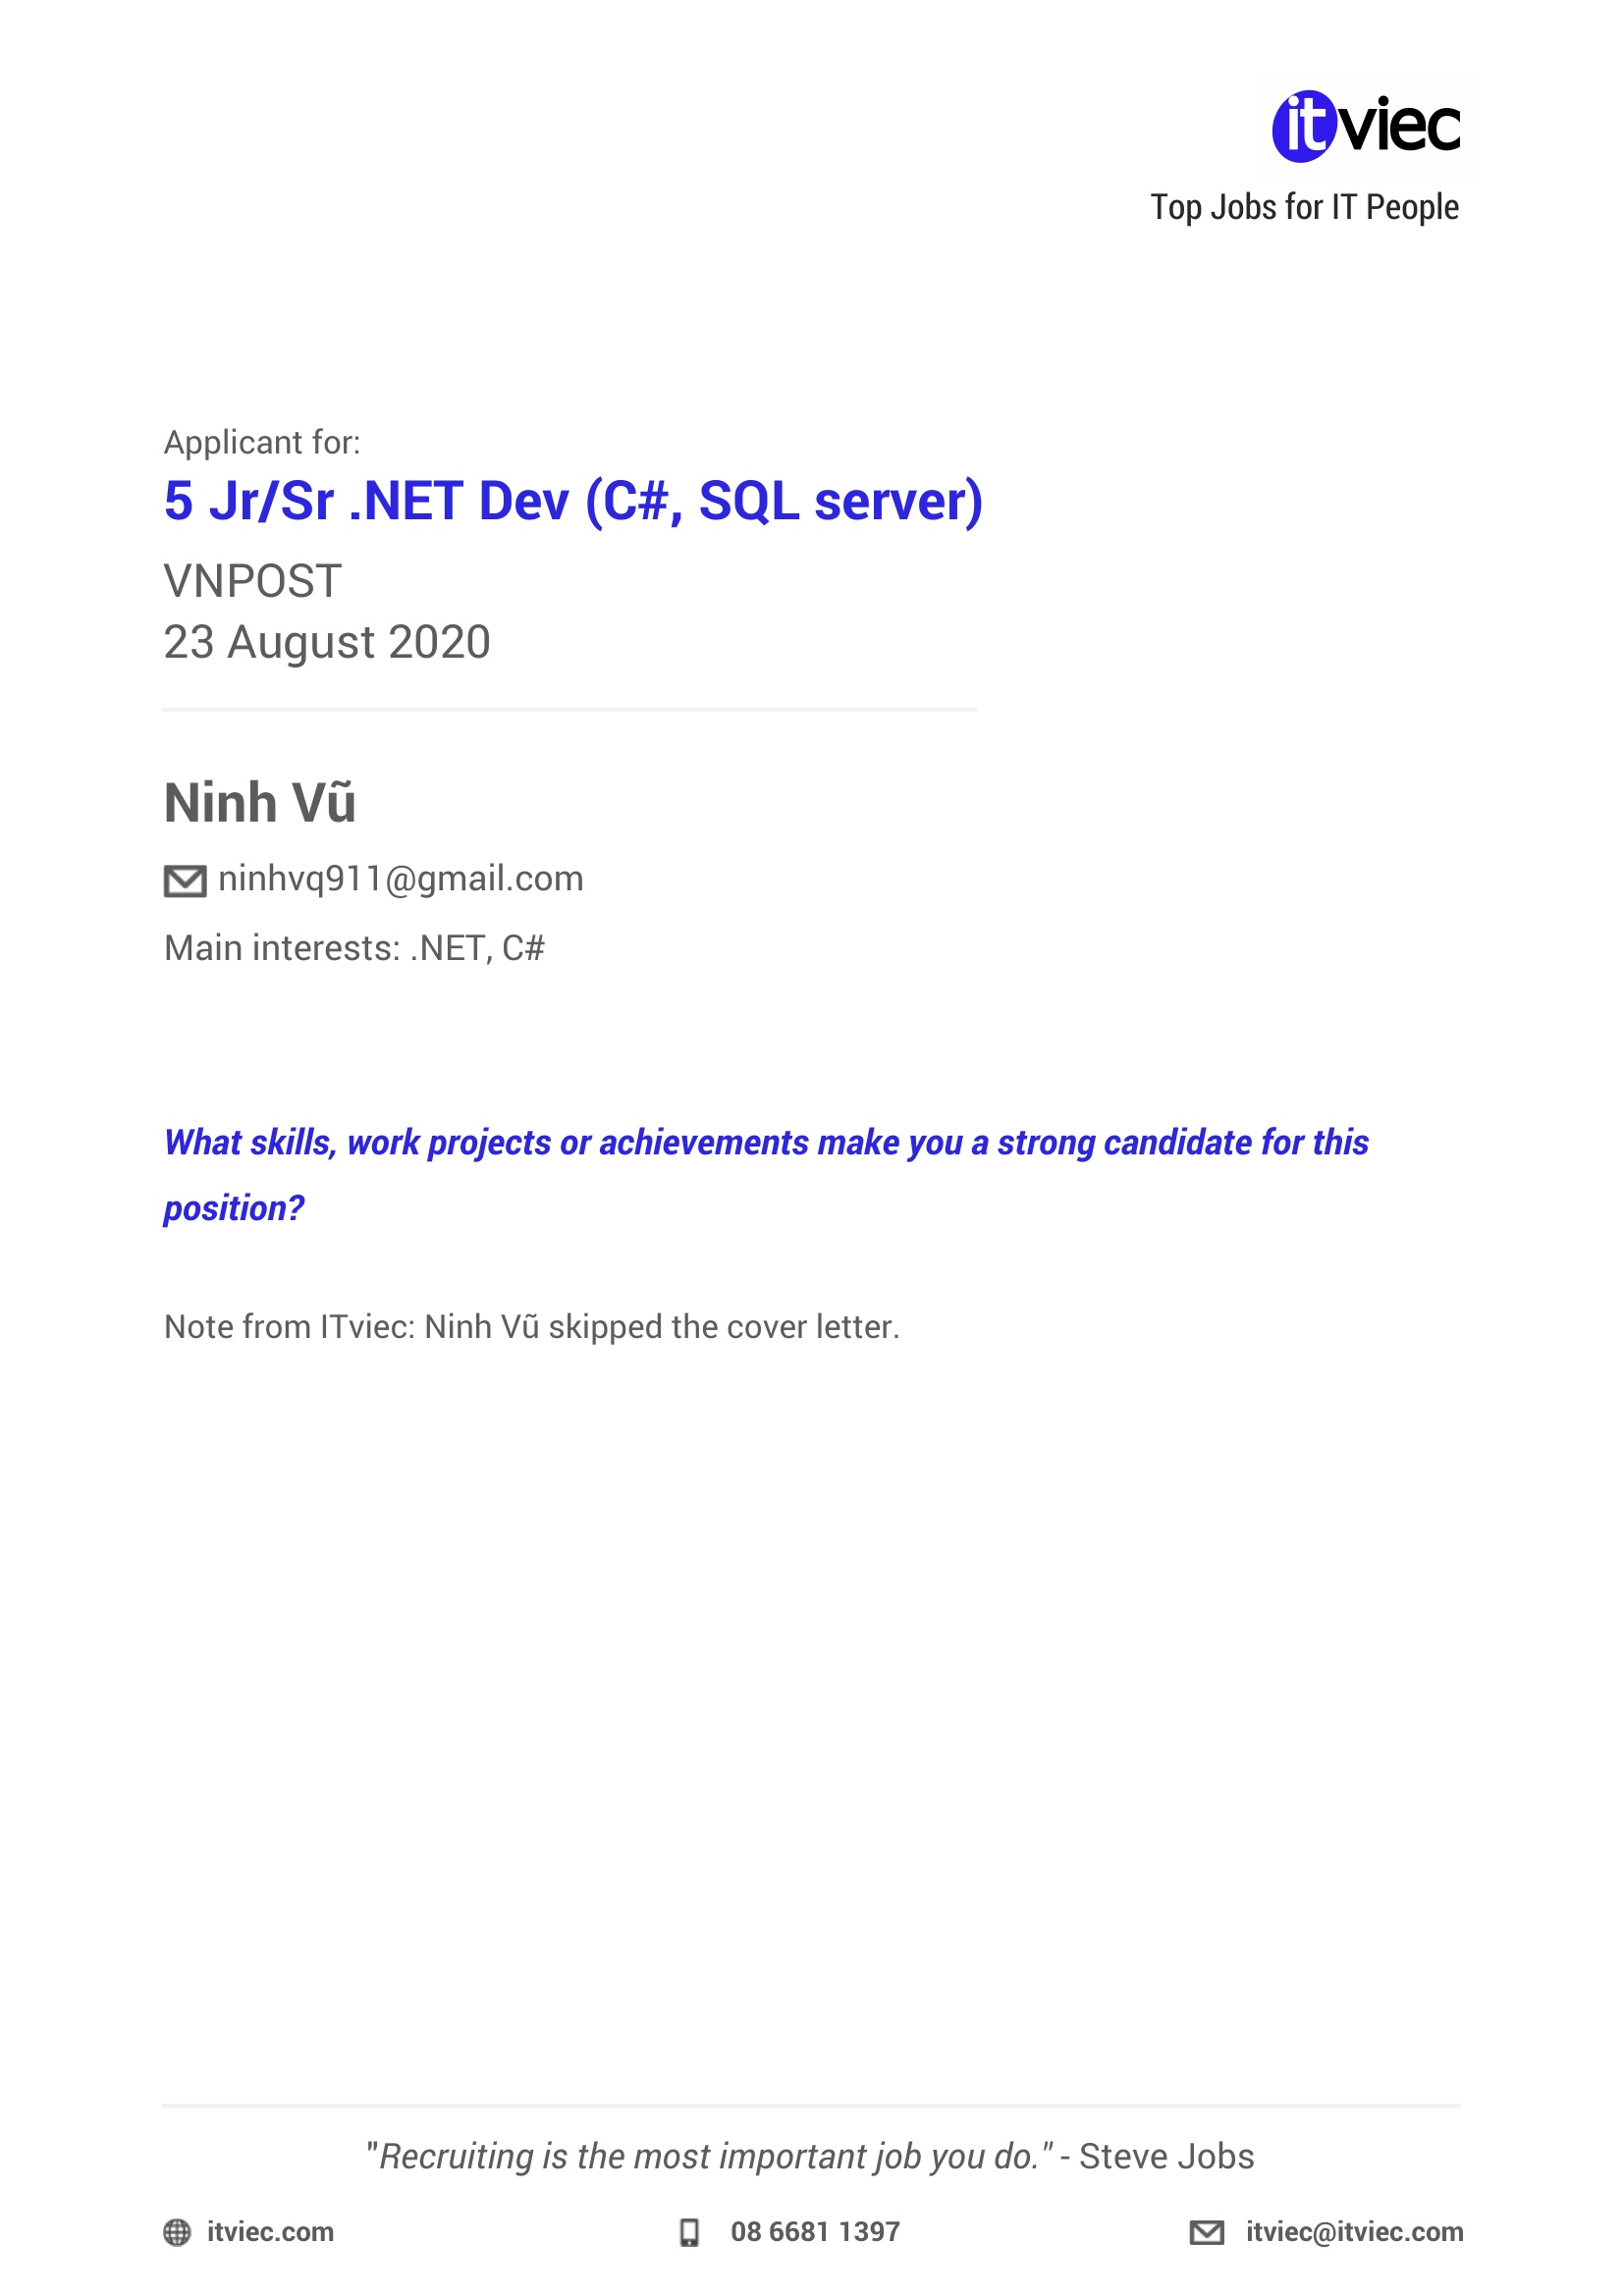 itviec
Top Jobs for IT People
Applicant for:
5 Jr/Sr .NET Dev (C#, SQL server)
VNPOST
23 August 2020
Ninh Vũ
ninhvq911@gmail.com
Main interests: .NET, C#
What skills, work projects or achievements make you a strong candidate for this
position?
Note from ITviec: Ninh Vũ skipped the cover letter.
"Recruiting is the most important job you do." - Steve Jobs
itviec.com 08 6681 1397 itviec@itviec.com